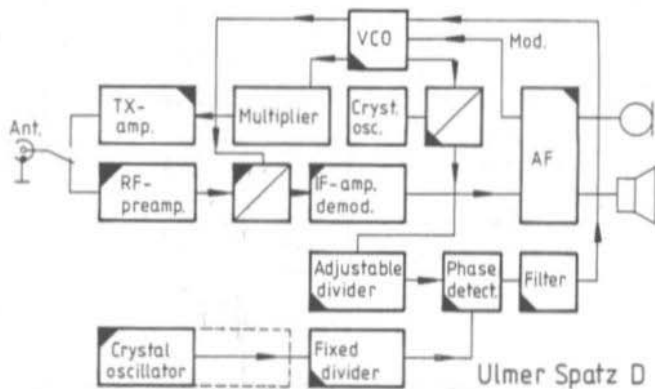 VCO
Mod.
TX-
amp.
Multiplier
Cryst.
osc.
Ant.
AF
RF-
preamp.
IF-amp.
demod.
Adjustable
divider
Phase
detect.
Filter
Crystal
oscillator
Fixed
divider
Ulmer Spatz D